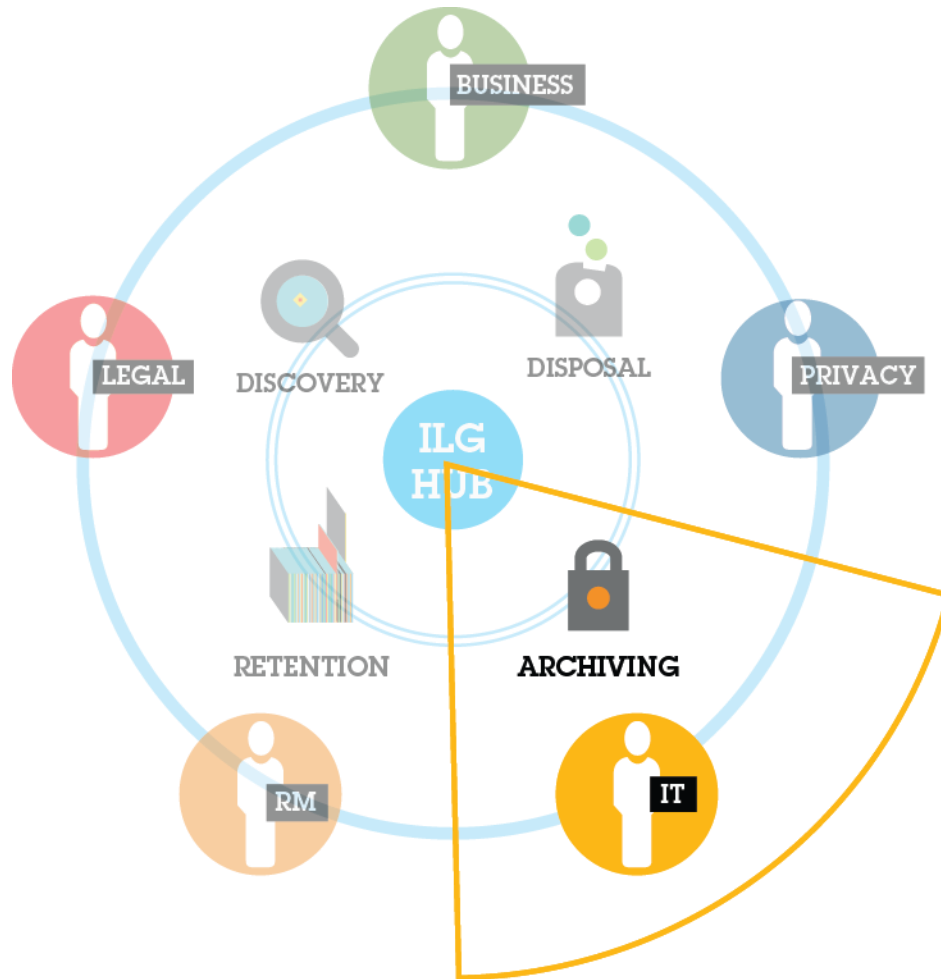 BUSINESS
LEGAL
DISCOVERY
DISPOSAL
PRIVACY
ILG
HUB
RETENTION
ARCHIVING
RM
IT